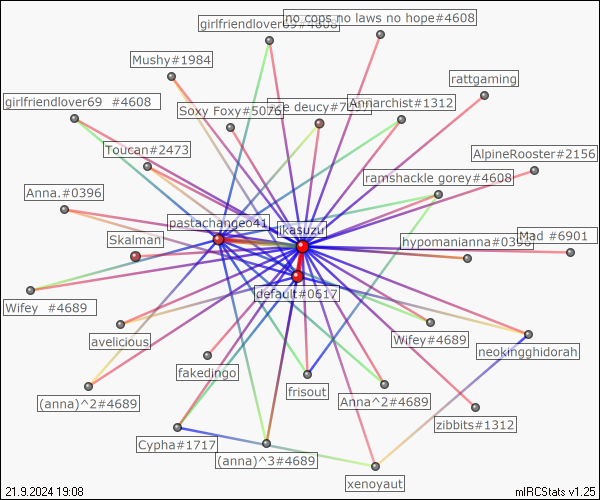 girlfriendlover69#4608
no cops no laws no hope#4608
Mushy#1984
rattgaming
girlfriendlover69 #4608
Soxy Foxy#5076
deucy
Annarchist#1312
Toucan#2473
AlpineRooster#2156
ramshackle gorey#4608
Anna.#0396
pastachangeo41
ikasuzu
Skalman
hypomanianna#0396
Mad #6901
default#0617
Wifey #4689
avelicious
Wifey#4689
neokingghidorah
fakedingo
frisout
(anna)^2#4689
Anna^2#4689
zibbits#1312
Cypha#1717
(anna)^3#4689
xenoyaut
21.9.2024 19:08
mIRCStats v1.25